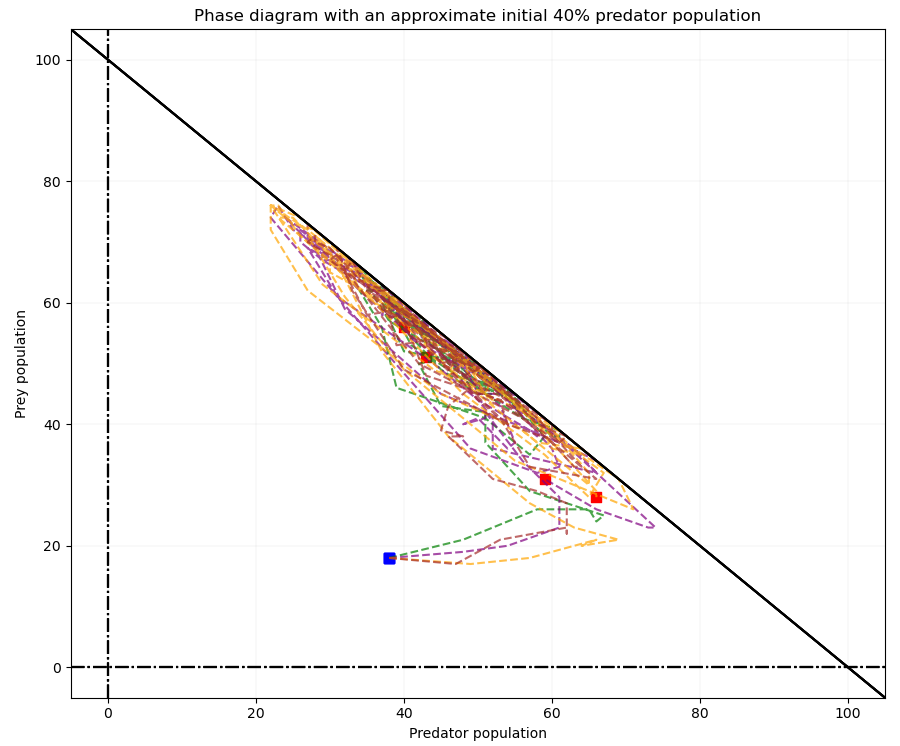 Phase diagram with an approximate initial 40% predator population
100
80
60
40
20
0
Prey population
0 20 40 60 80 100
Predator population